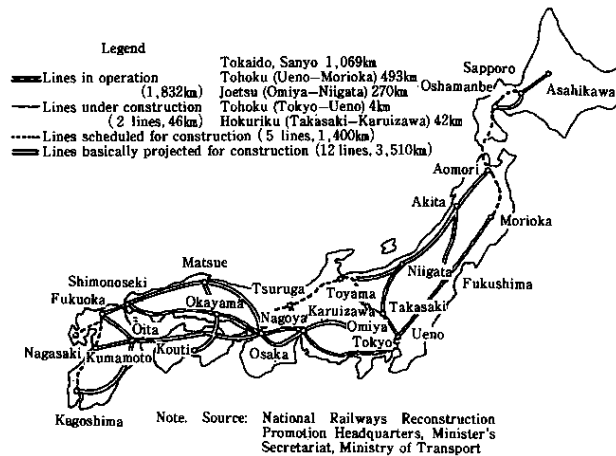 Legend
Tokaido, Sanyo 1,069km
Lines in operation Tohoku (Ueno—Morioka) 493km
(1,832km) Joetsu (Omiya—Niigata) 270km
Lines under construction Tohoku (Tokyo—Ueno) 4km
(2 lines, 46km) Hokuriku (Takasaki—Karuizawa) 42km
Lines scheduled for construction (5 lines, 1,400km)
Lines basically projected for construction (12 lines, 3,510km)
Sapporo
Oshamanbe
Asahikawa
Aomori
Akita
Morioka
Matsue
Tsuruga
Niigata
Shimonoseki
Toyama
Fukushima
Fukuoka
Okayama
Karuizawa
Takasaki
Nagoya
Omiya
Ōita
Ueno
Nagasaki
Kumamoto
Kouti
Osaka
Tokyo
Kagoshima
Note. Source: National Railways Reconstruction
Promotion Headquarters, Minister's
Secretariat, Ministry of Transport